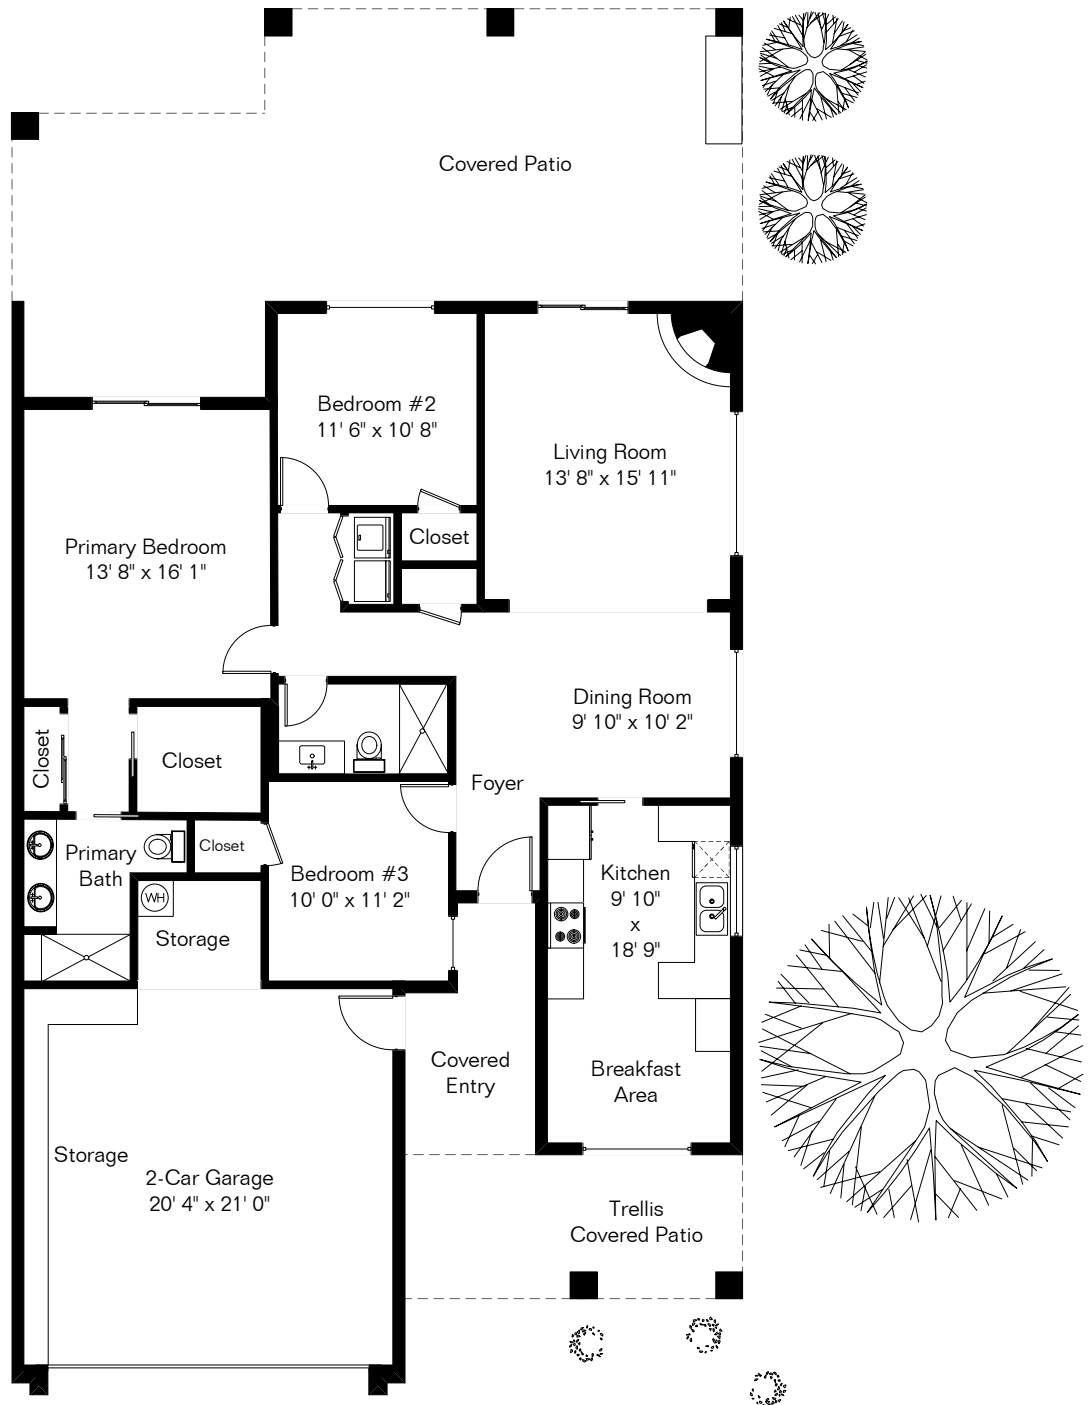 Covered Patio
Bedroom #2
11' 6" x 10' 8"
Living Room
13' 8" x 15' 11"
Closet
Primary Bedroom
13' 8" x 16' 1"
Dining Room
9' 10" x 10' 2"
Closet
Closet
Foyer
Primary
Bath
Closet
Bedroom #3
10' 0" x 11' 2"
Kitchen
9' 10"
x
18' 9"
WH
Storage
Covered
Entry
Breakfast
Area
Storage
2-Car Garage
20' 4" x 21' 0"
Trellis
Covered Patio